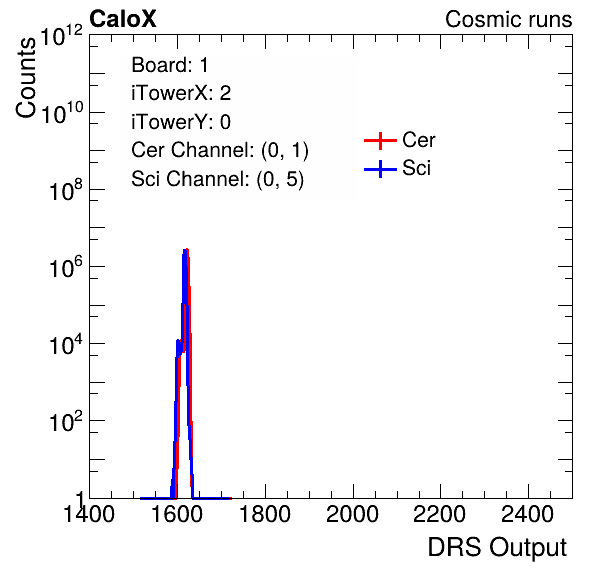 CaloX
Cosmic runs
Counts
10^12
10^10
10^8
10^6
10^4
10^2
1
Board: 1
iTowerX: 2
iTowerY: 0
Cer Channel: (0, 1)
Sci Channel: (0, 5)
Cer
Sci
1400 1600 1800 2000 2200 2400
DRS Output